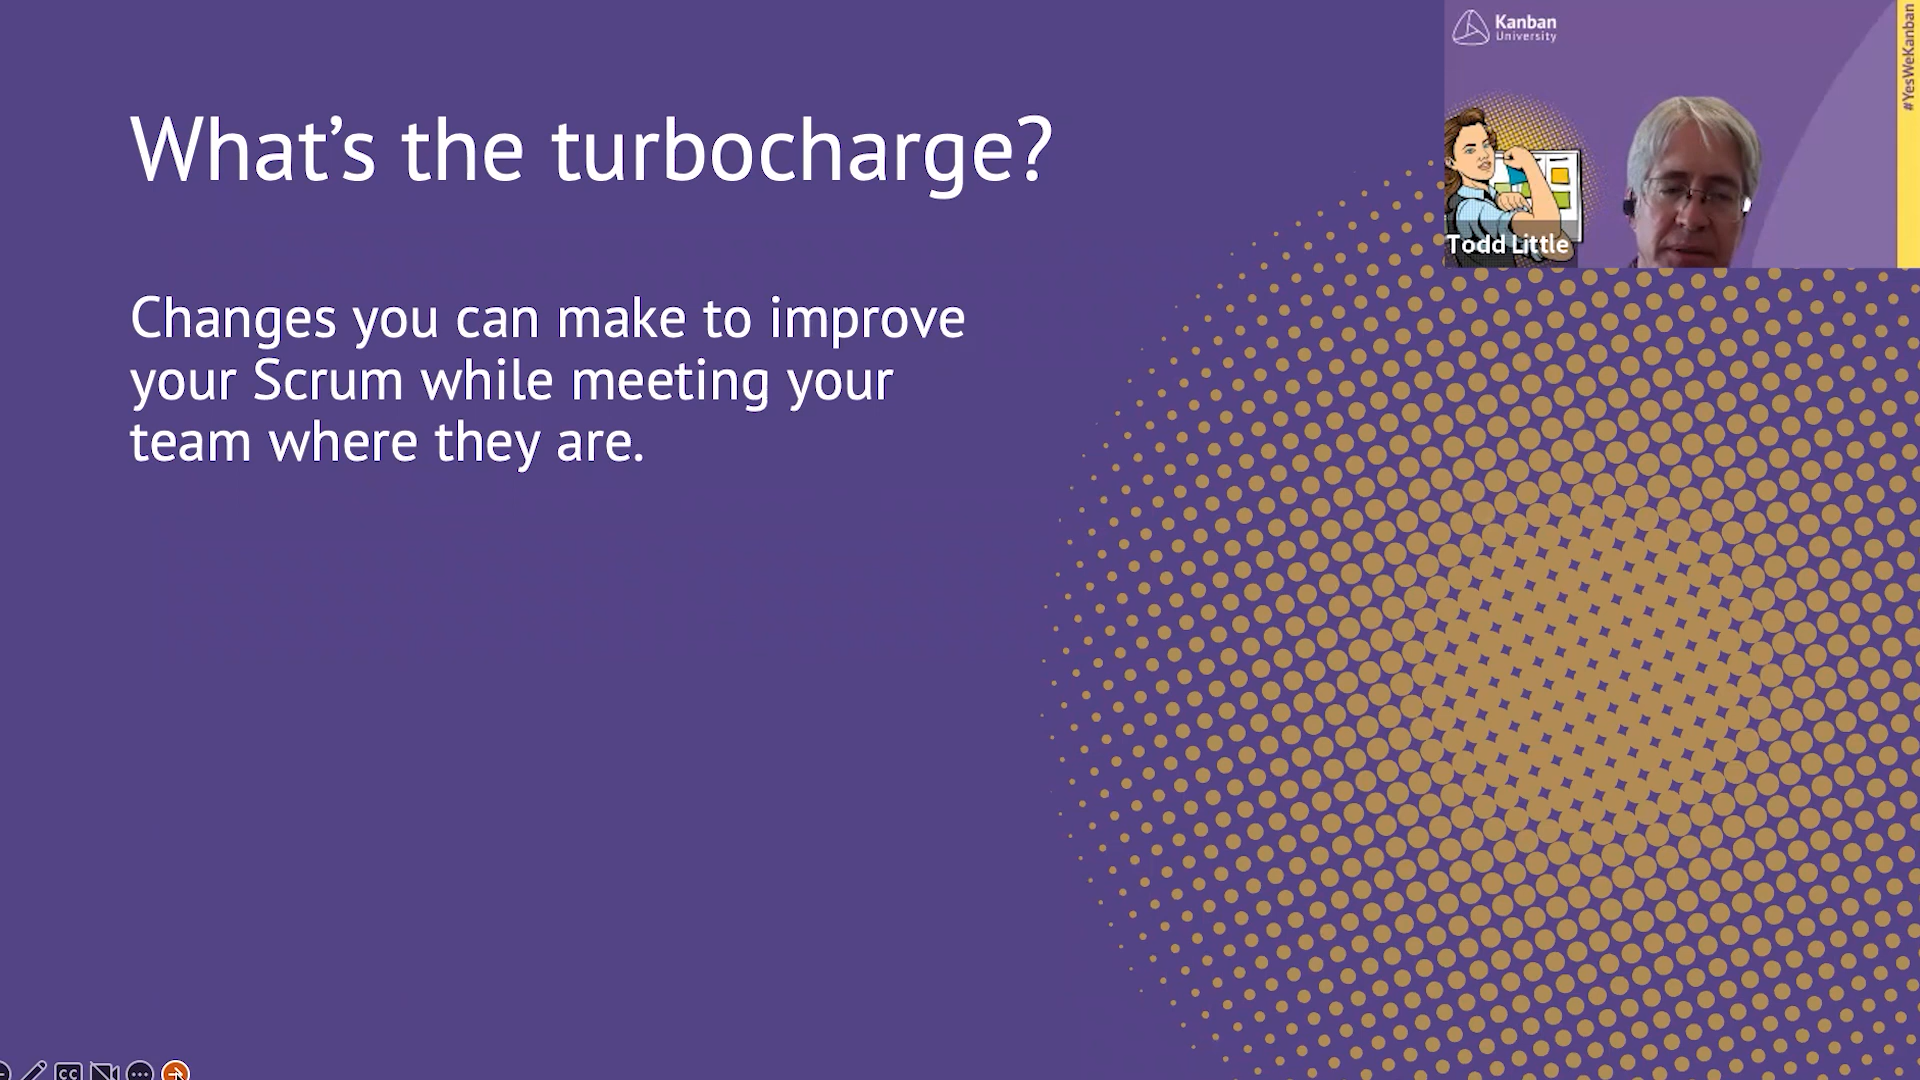 What's the turbocharge?
Changes you can make to improve
your Scrum while meeting your
team where they are.
Kanban
University
#YesWeKanban
Todd Little
CC